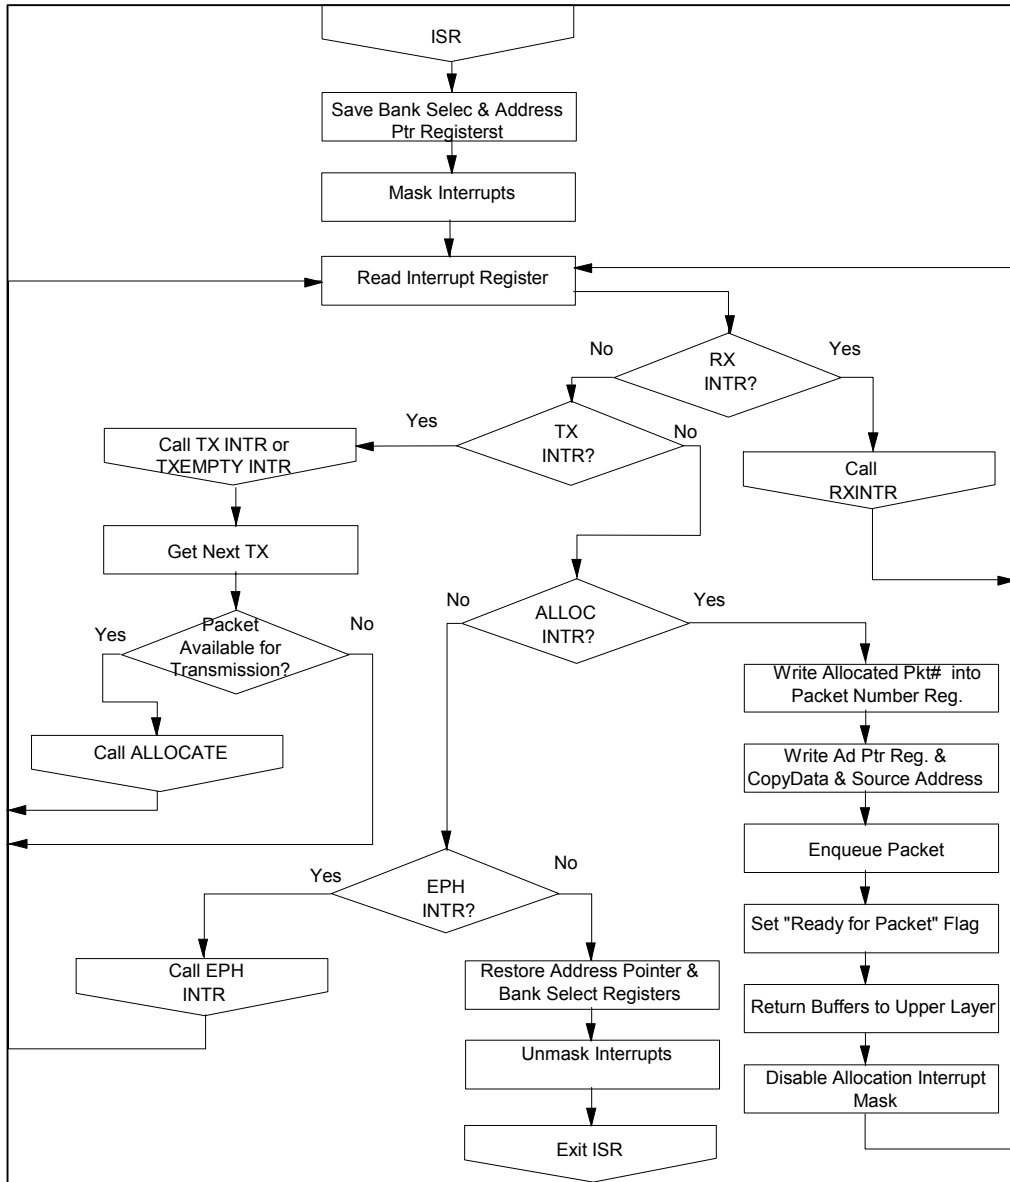 ISR
Save Bank Selec & Address
Ptr Registerst
Mask Interrupts
Read Interrupt Register
No
RX
INTR?
Yes
Yes
TX
INTR?
No
Call TX INTR or
TXEMPTY INTR
Call
RXINTR
Get Next TX
No
ALLOC
INTR?
Yes
Yes
Packet
Available for
Transmission?
No
Write Allocated Pkt# into
Packet Number Reg.
Call ALLOCATE
Write Ad Ptr Reg. &
CopyData & Source Address
Enqueue Packet
Yes
EPH
INTR?
No
Set "Ready for Packet" Flag
Call EPH
INTR
Restore Address Pointer &
Bank Select Registers
Return Buffers to Upper Layer
Unmask Interrupts
Disable Allocation Interrupt
Mask
Exit ISR